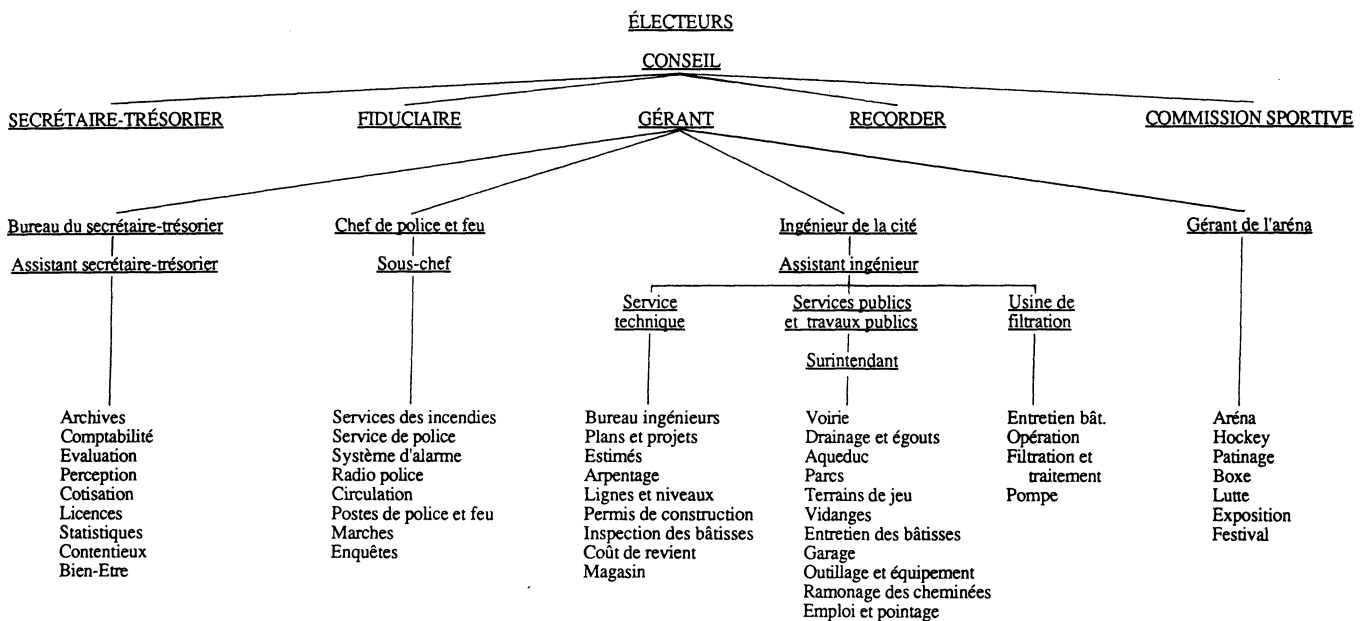 ÉLECTEURS
CONSEIL
SECRÉTAIRE-TRÉSORIER
FIDUCIAIRE
GÉRANT
RECORDER
COMMISSION SPORTIVE
Bureau du secrétaire-trésorier
Assistant secrétaire-trésorier
Archives
Comptabilité
Evaluation
Perception
Cotisation
Licences
Statistiques
Contentieux
Bien-Etre
Chef de police et feu
Sous-chef
Services des incendies
Service de police
Système d'alarme
Radio police
Circulation
Postes de police et feu
Marches
Enquêtes
Ingénieur de la cité
Assistant ingénieur
Service
technique
Bureau ingénieurs
Plans et projets
Estimés
Arpentage
Lignes et niveaux
Permis de construction
Inspection des bâtisses
Coût de revient
Magasin
Services publics
et travaux publics
Surintendant
Voirie
Drainage et égouts
Aqueduc
Parcs
Terrains de jeu
Vidanges
Entretien des bâtisses
Garage
Outillage et équipement
Ramonage des cheminées
Emploi et pointage
Usine de
filtration
Entretien bât.
Opération
Filtration et
traitement
Pompe
Gérant de l'aréna
Aréna
Hockey
Patinage
Boxe
Lutte
Exposition
Festival